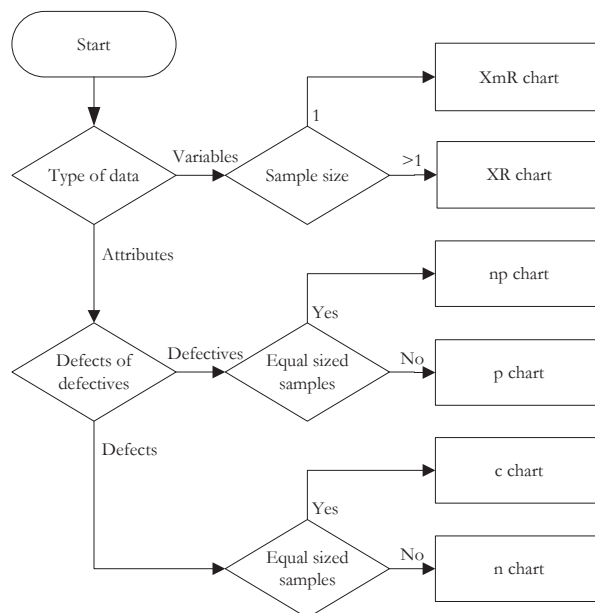 Start
XmR chart
1
Type of data
Variables
Sample size
>1
XR chart
Attributes
np chart
Yes
Defects of
defectives
Defectives
Equal sized
samples
No
p chart
Defects
c chart
Yes
Equal sized
samples
No
n chart